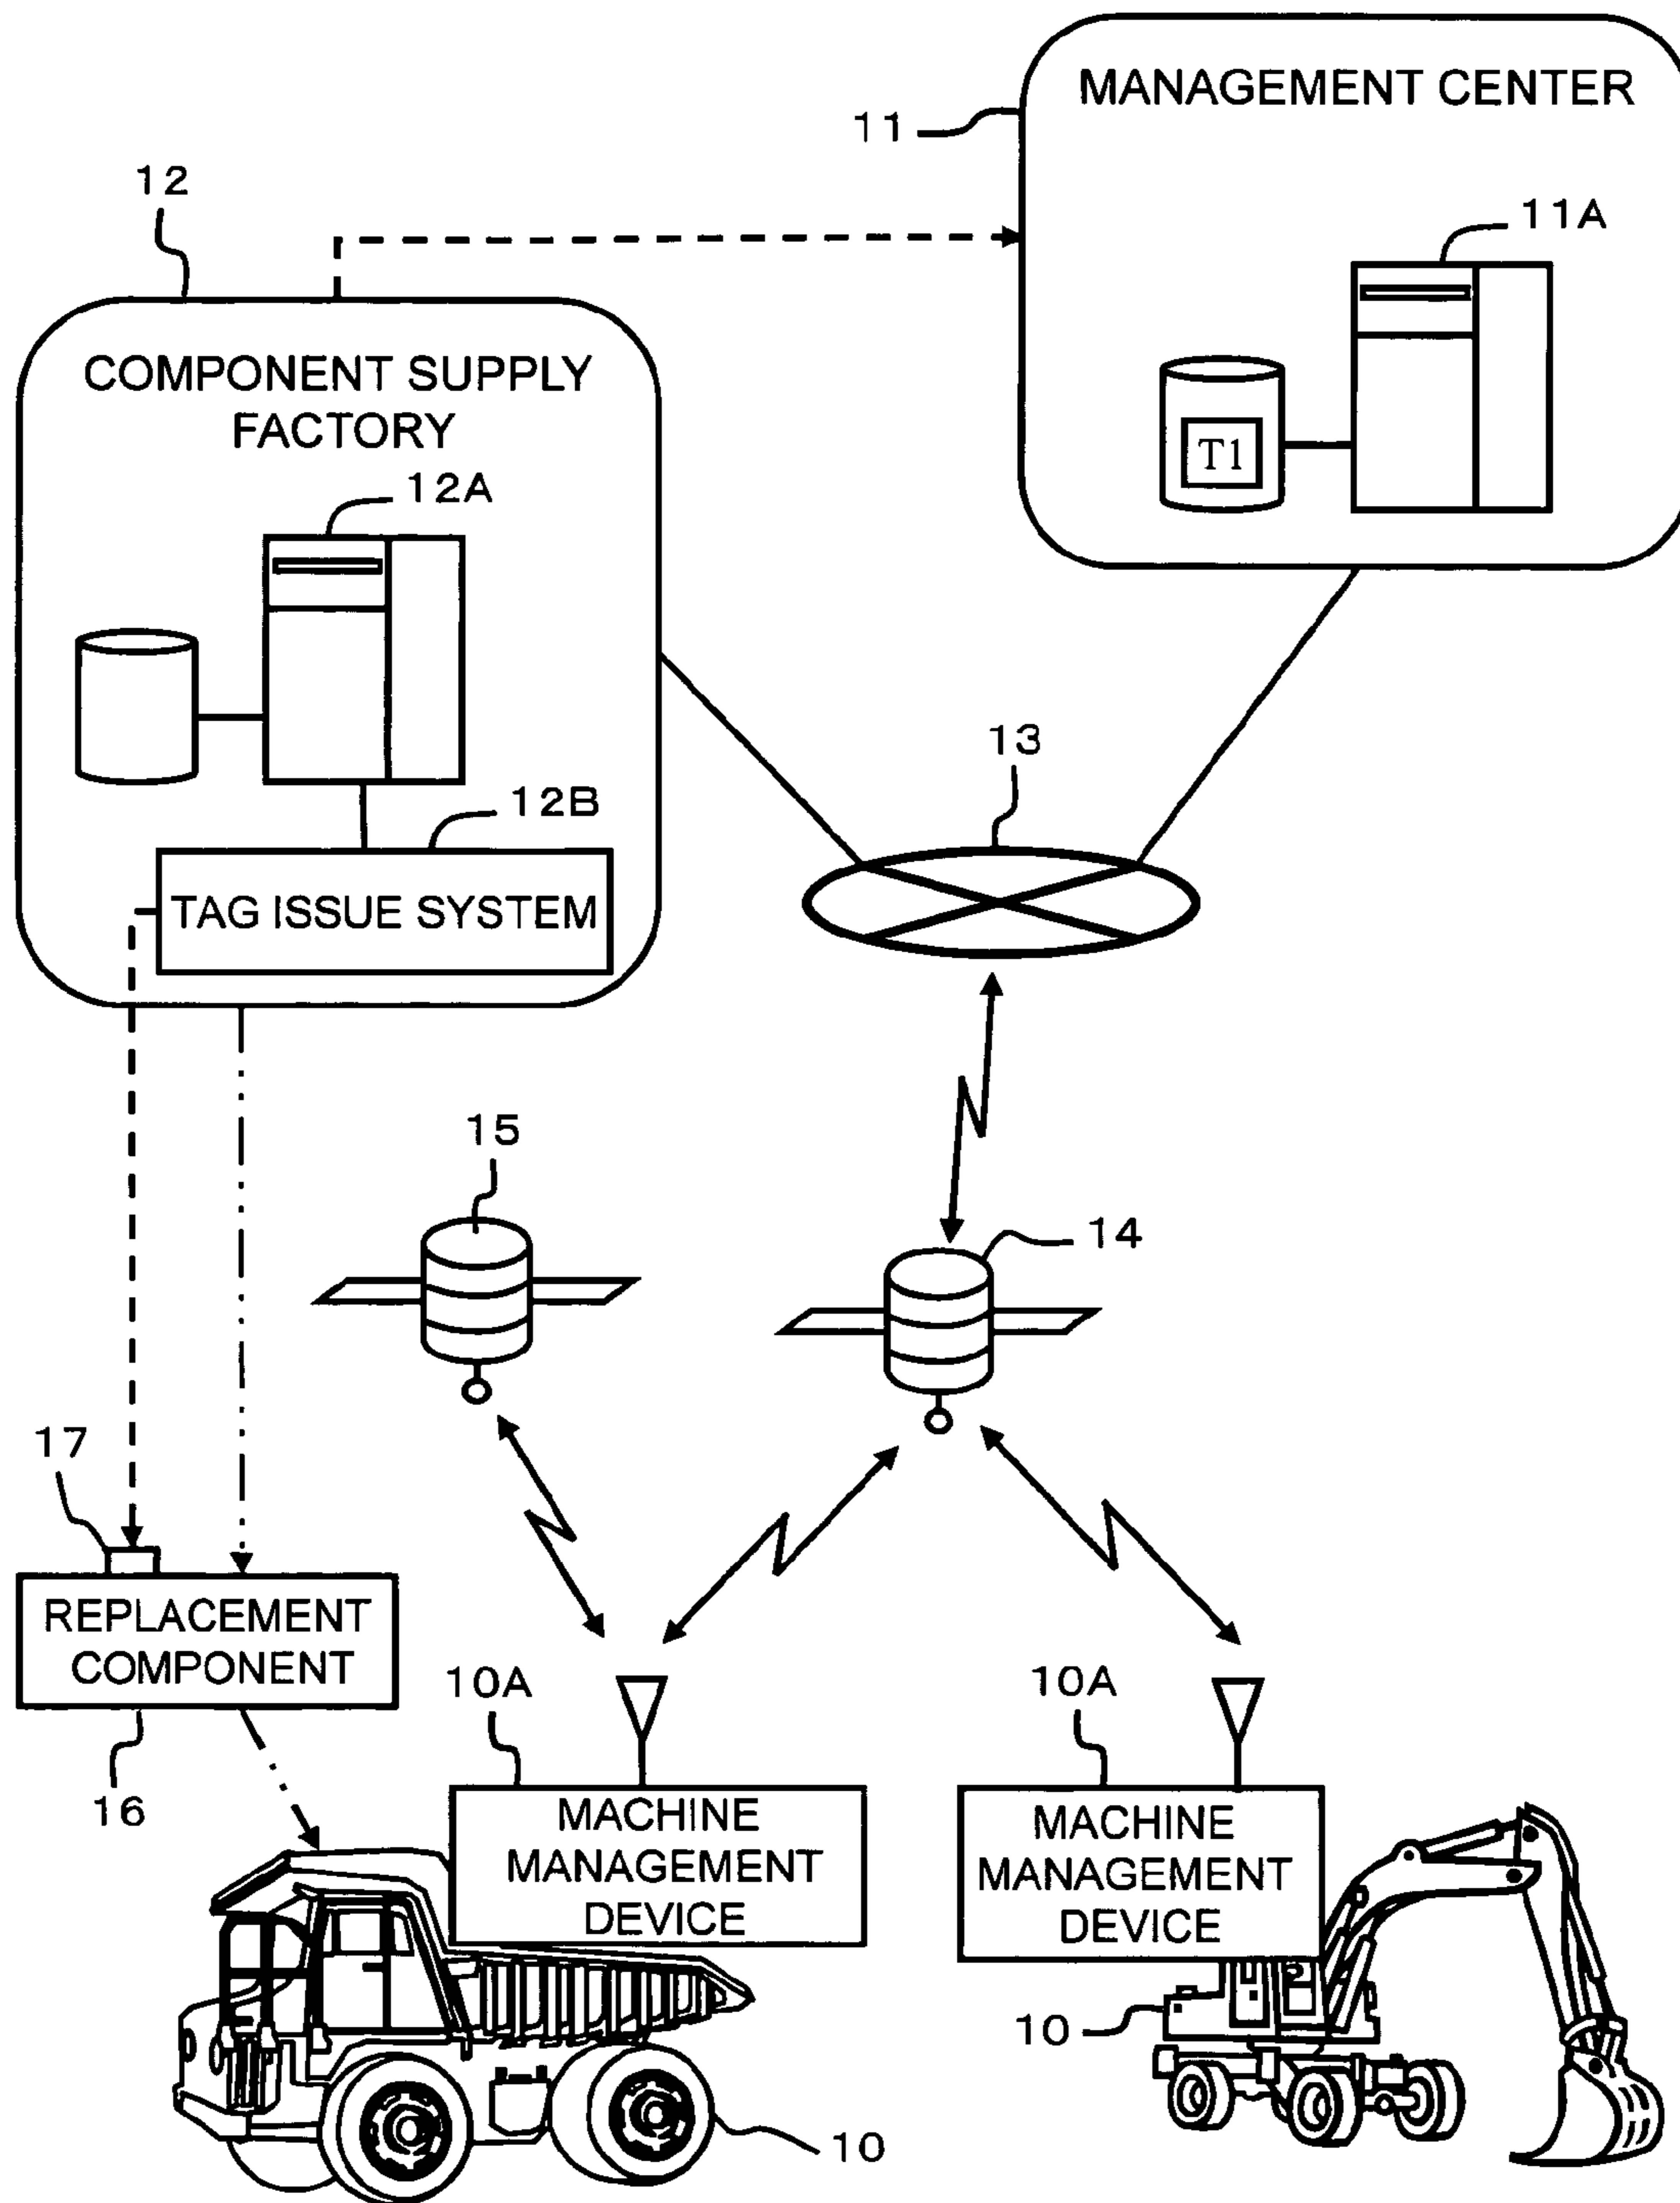 MANAGEMENT CENTER
11
11A
T1
12
COMPONENT SUPPLY
FACTORY
12A
12B
TAG ISSUE SYSTEM
13
15
14
17
REPLACEMENT
COMPONENT
16
10A
MACHINE
MANAGEMENT
DEVICE
10
10A
MACHINE
MANAGEMENT
DEVICE
10